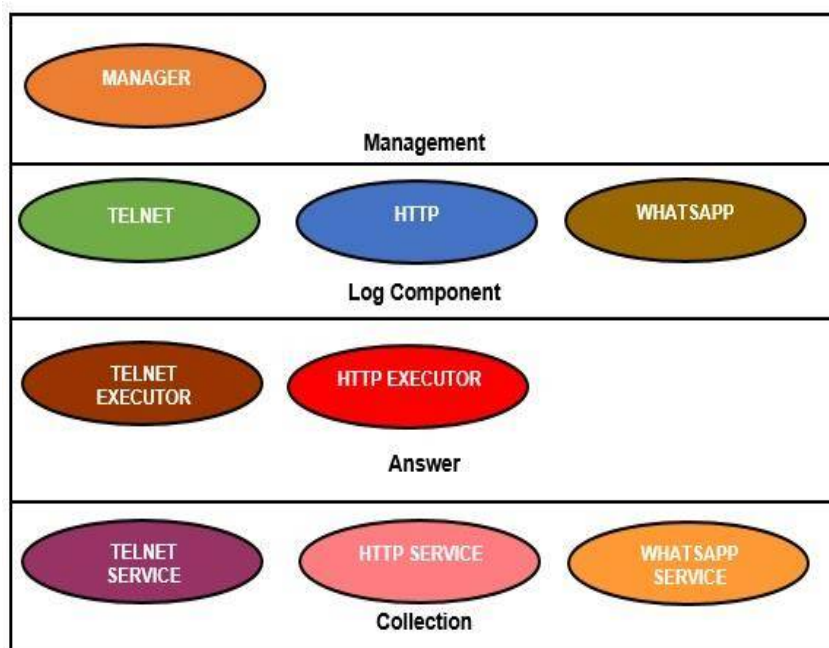 MANAGER
Management
TELNET
HTTP
WHATSAPP
Log Component
TELNET
EXECUTOR
HTTP EXECUTOR
Answer
TELNET
SERVICE
HTTP SERVICE
WHATSAPP
SERVICE
Collection